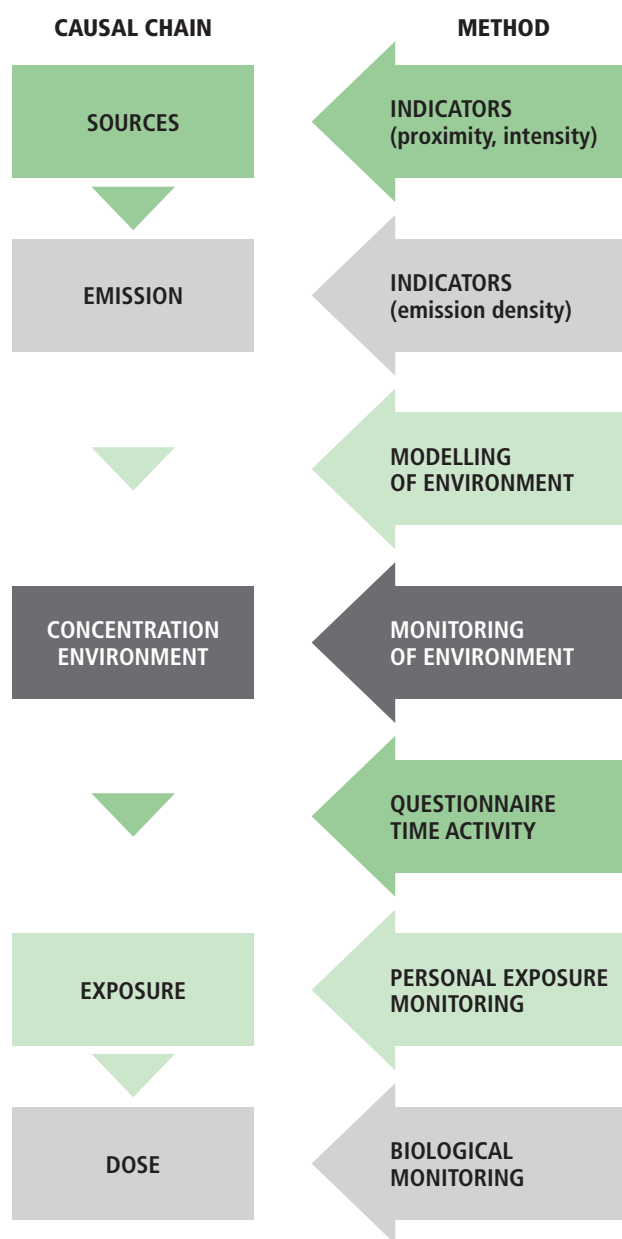 CAUSAL CHAIN
METHOD
SOURCES
INDICATORS
(proximity, intensity)
EMISSION
INDICATORS
(emission density)
MODELLING
OF ENVIRONMENT
CONCENTRATION
ENVIRONMENT
MONITORING
OF ENVIRONMENT
QUESTIONNAIRE
TIME ACTIVITY
EXPOSURE
PERSONAL EXPOSURE
MONITORING
DOSE
BIOLOGICAL
MONITORING